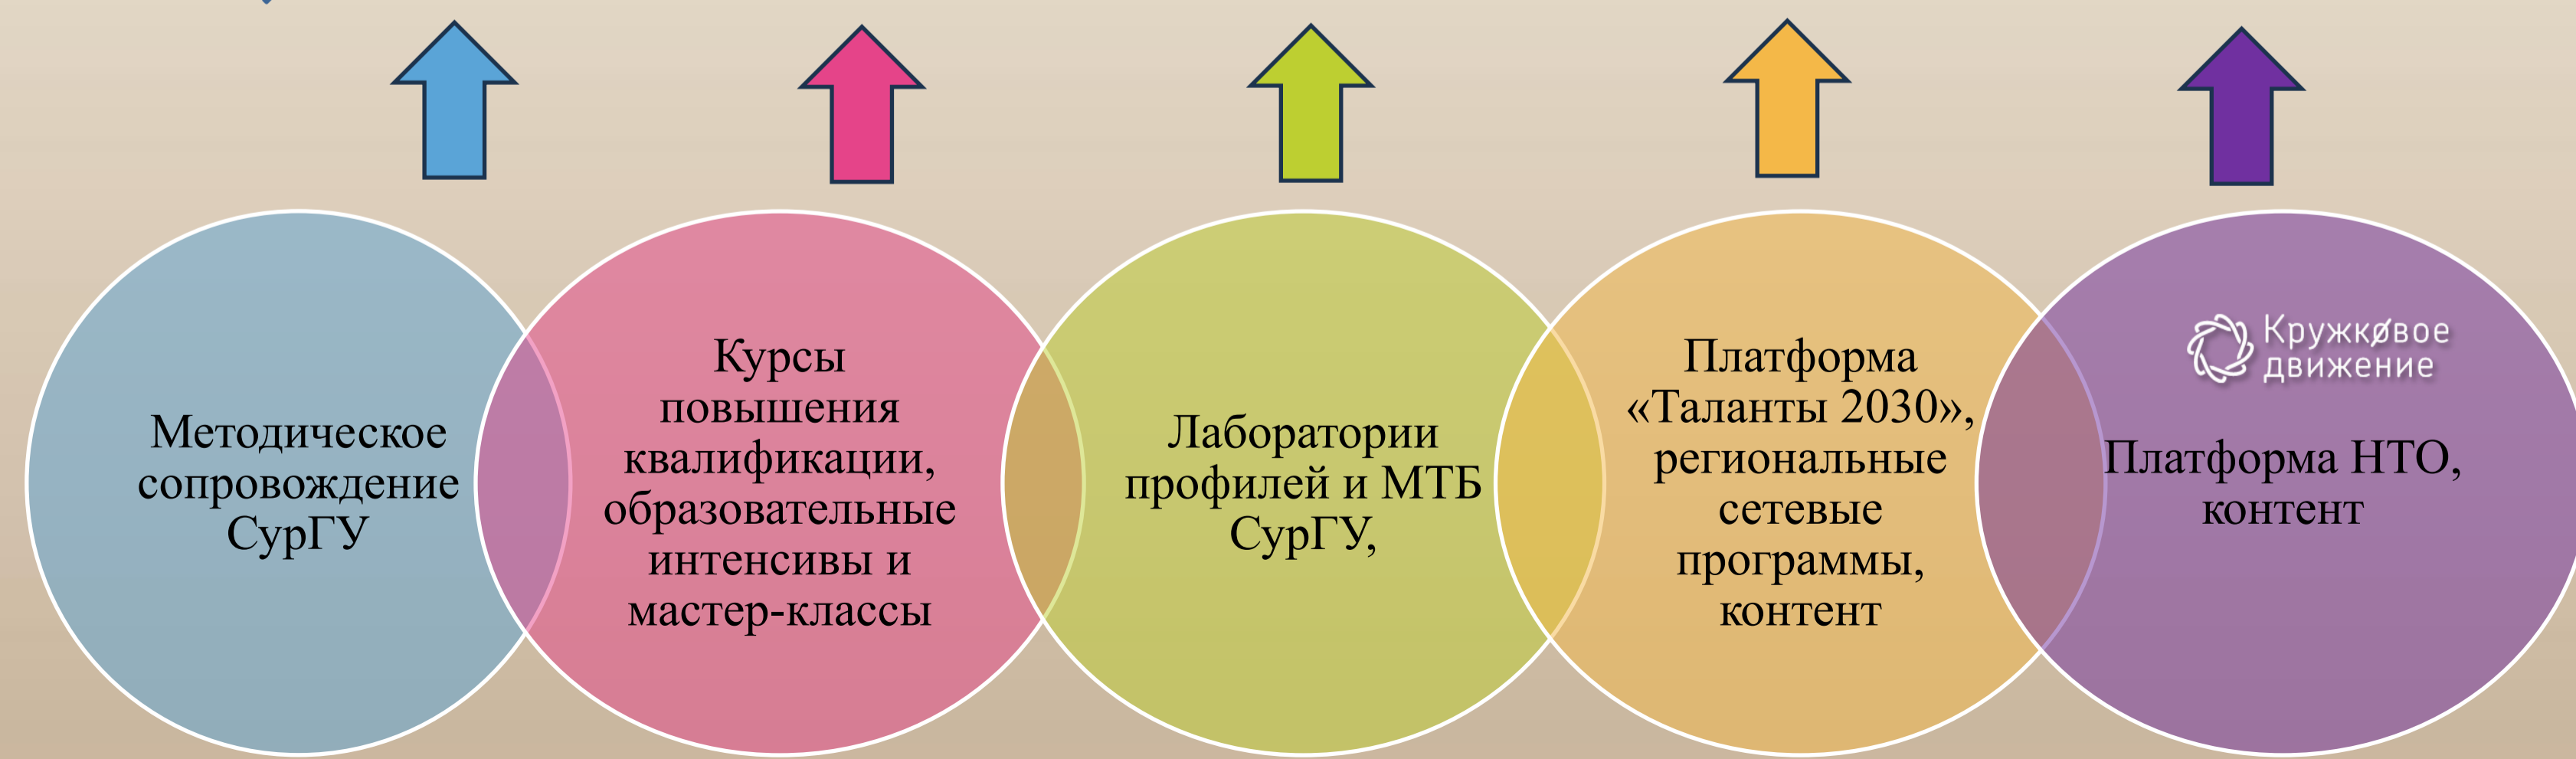 Методическое
сопровождение
СурГУ
Курсы
повышения
квалификации,
образовательные
интенсивы и
мастер-классы
Лаборатории
профилей и МТБ
СурГУ,
Платформа
«Таланты 2030»,
региональные
сетевые
программы,
контент
Кружковое
движение
Платформа НТО,
контент